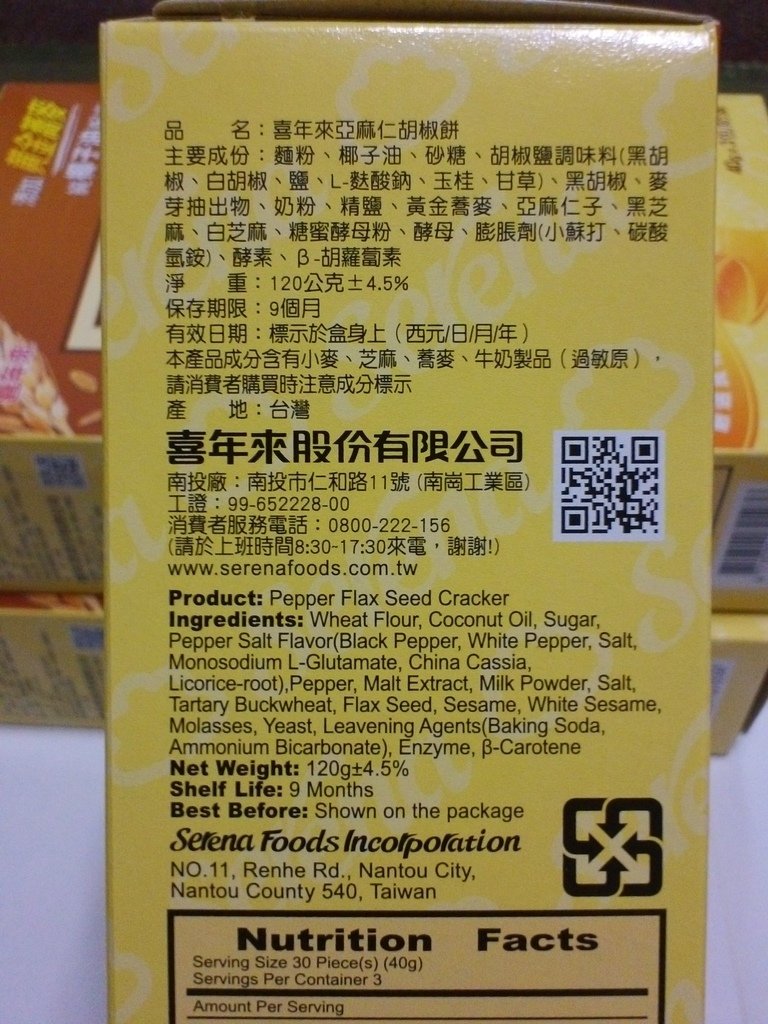 品 名：喜年來亞麻仁胡椒餅
主要成份：麵粉、椰子油、砂糖、胡椒鹽調味料(黑胡
椒、白胡椒、鹽、L-麩酸鈉、玉桂、甘草)、黑胡椒、麥
芽抽出物、奶粉、精鹽、黃金蕎麥、亞麻仁子、黑芝
麻、白芝麻、糖蜜酵母粉、酵母、膨脹劑(小蘇打、碳酸
氫銨)、酵素、β-胡蘿蔔素
淨 重：120公克±4.5%
保存期限：9個月
有效日期：標示於盒身上（西元/日/月/年）
本產品成分含有小麥、芝麻、蕎麥、牛奶製品（過敏原），
請消費者購買時注意成分標示
產 地：台灣
喜年來股份有限公司
南投廠：南投市仁和路11號 (南崗工業區)
工證：99-652228-00
消費者服務電話：0800-222-156
(請於上班時間8:30-17:30來電，謝謝!)
www.serenafoods.com.tw
Product: Pepper Flax Seed Cracker
Ingredients: Wheat Flour, Coconut Oil, Sugar,
Pepper Salt Flavor(Black Pepper, White Pepper, Salt,
Monosodium L-Glutamate, China Cassia,
Licorice-root),Pepper, Malt Extract, Milk Powder, Salt,
Tartary Buckwheat, Flax Seed, Sesame, White Sesame,
Molasses, Yeast, Leavening Agents(Baking Soda,
Ammonium Bicarbonate), Enzyme, β-Carotene
Net Weight: 120g±4.5%
Shelf Life: 9 Months
Best Before: Shown on the package
Serena Foods Incorporation
NO.11, Renhe Rd., Nantou City,
Nantou County 540, Taiwan
Nutrition Facts
Serving Size 30 Piece(s) (40g)
Servings Per Container 3
Amount Per Serving